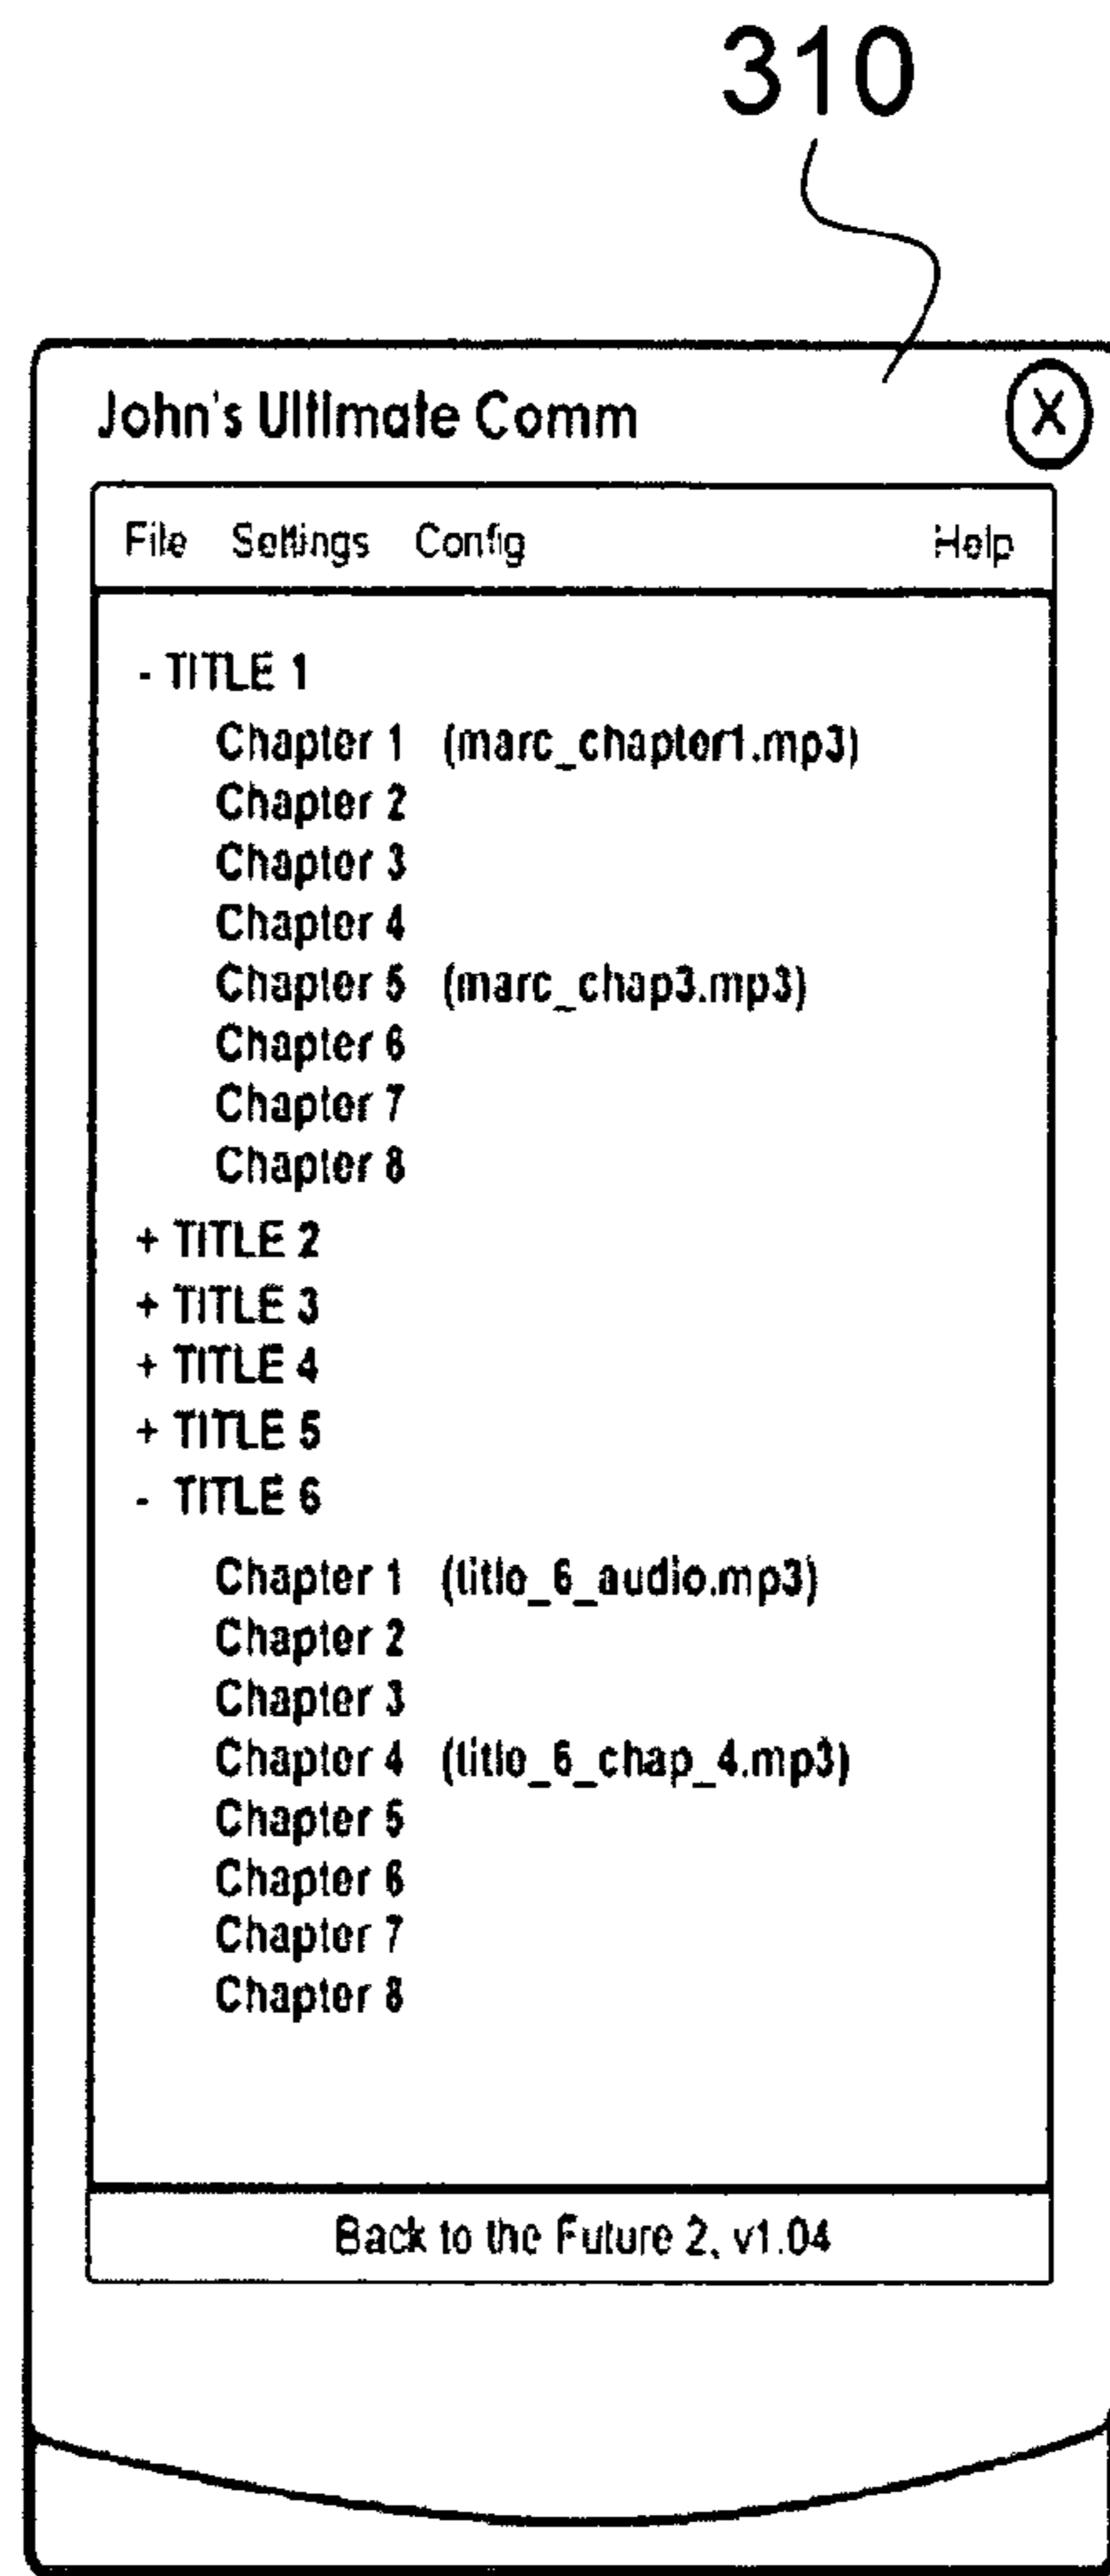 310
John's Ultimate Comm
X
File Settings Config Help
- TITLE 1
Chapter 1 (marc_chapter1.mp3)
Chapter 2
Chapter 3
Chapter 4
Chapter 5 (marc_chap3.mp3)
Chapter 6
Chapter 7
Chapter 8
+ TITLE 2
+ TITLE 3
+ TITLE 4
+ TITLE 5
- TITLE 6
Chapter 1 (title_6_audio.mp3)
Chapter 2
Chapter 3
Chapter 4 (title_6_chap_4.mp3)
Chapter 5
Chapter 6
Chapter 7
Chapter 8
Back to the Future 2, v1.04